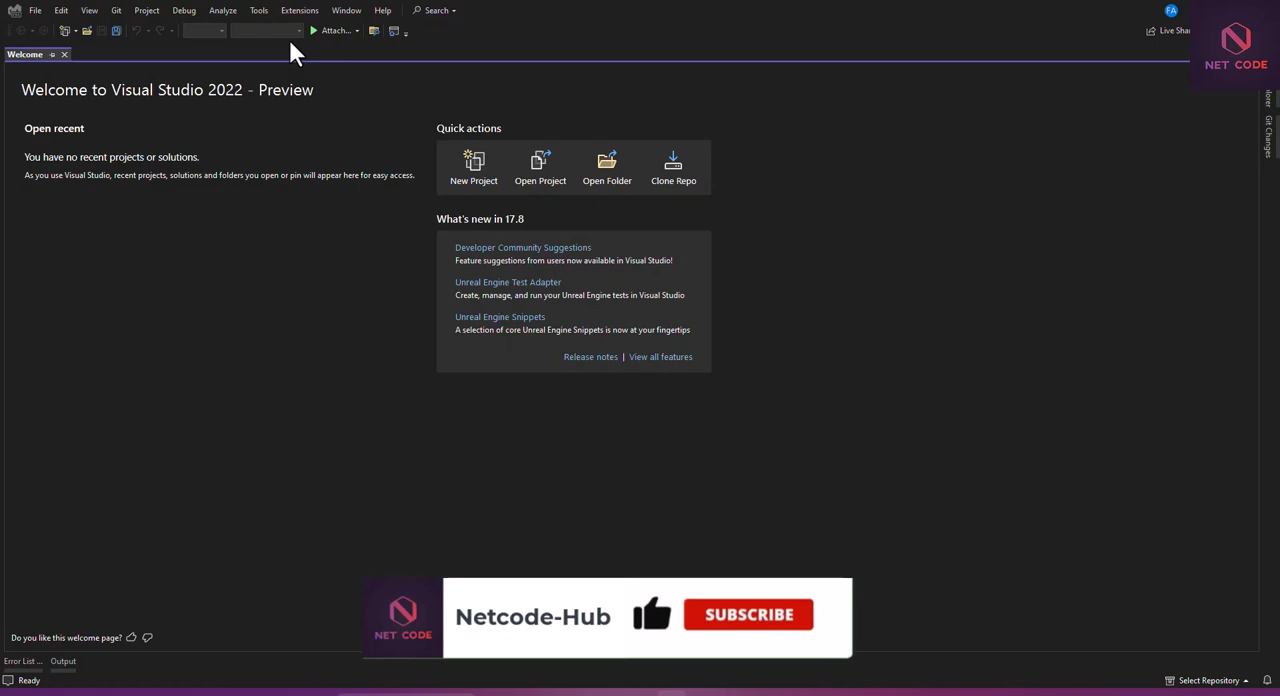 File Edit View Git Project Debug Analyze Tools Extensions Window Help Search FA
Attach... Live Sha
NET CODE
Welcome
Welcome to Visual Studio 2022 - Preview
Open recent
You have no recent projects or solutions.
As you use Visual Studio, recent projects, solutions and folders you open or pin will appear here for easy access.
Quick actions
New Project Open Project Open Folder Clone Repo
What's new in 17.8
Developer Community Suggestions
Feature suggestions from users now available in Visual Studio!
Unreal Engine Test Adapter
Create, manage, and run your Unreal Engine tests in Visual Studio
Unreal Engine Snippets
A selection of core Unreal Engine Snippets is now at your fingertips
Release notes | View all features
plorer
Git Changes
NET CODE
Netcode-Hub
SUBSCRIBE
Do you like this welcome page?
Error List ... Output
Ready Select Repository